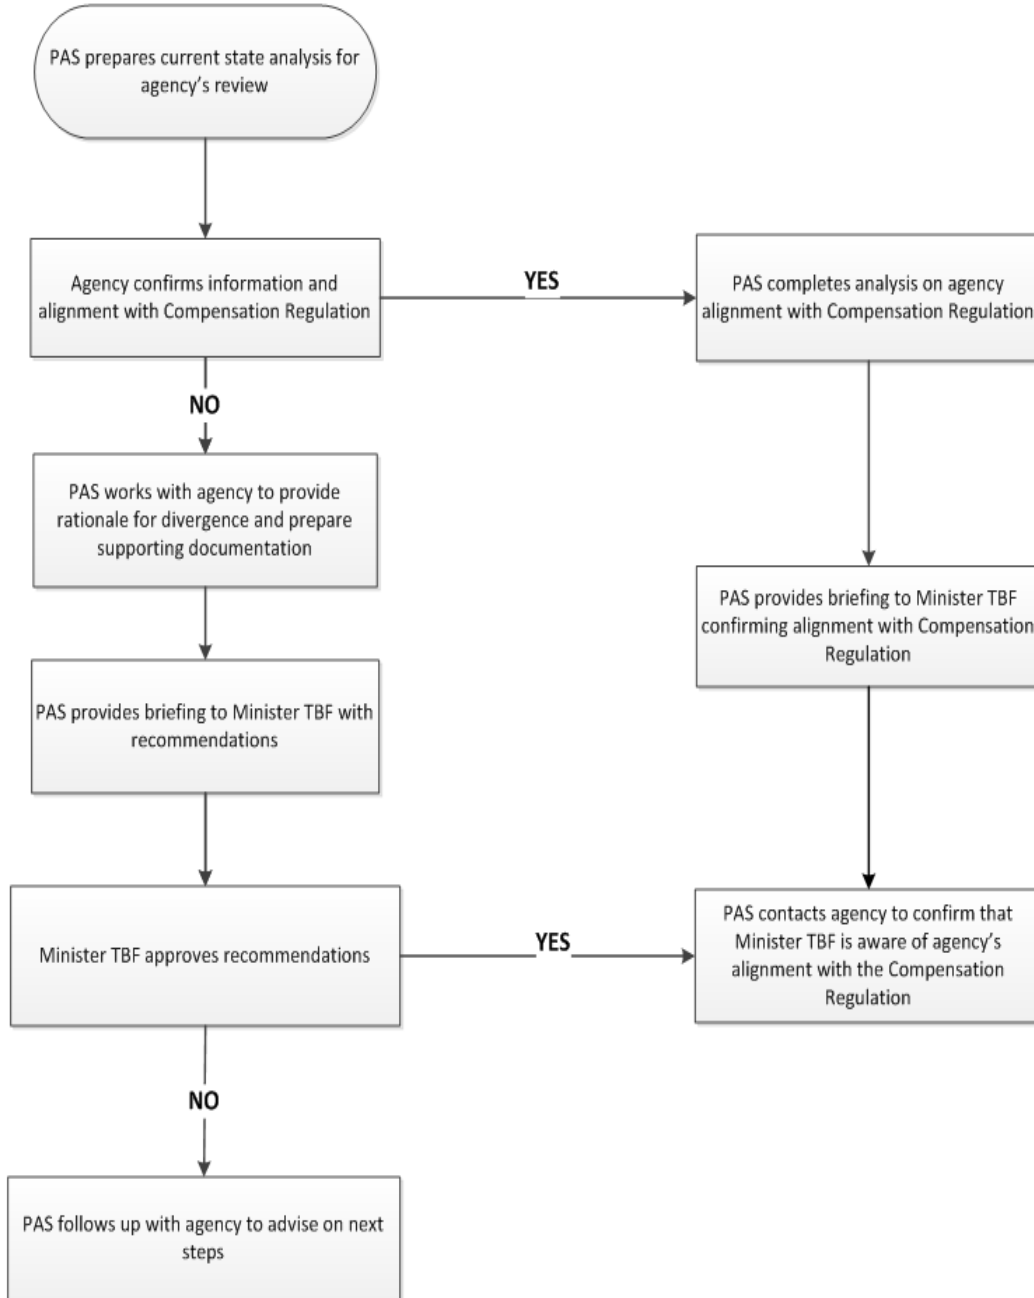 PAS prepares current state analysis for
agency's review
Agency confirms information and
alignment with Compensation Regulation
YES
PAS completes analysis on agency
alignment with Compensation Regulation
NO
PAS works with agency to provide
rationale for divergence and prepare
supporting documentation
PAS provides briefing to Minister TBF
confirming alignment with Compensation
Regulation
PAS provides briefing to Minister TBF with
recommendations
Minister TBF approves recommendations
YES
PAS contacts agency to confirm that
Minister TBF is aware of agency's
alignment with the Compensation
Regulation
NO
PAS follows up with agency to advise on next
steps